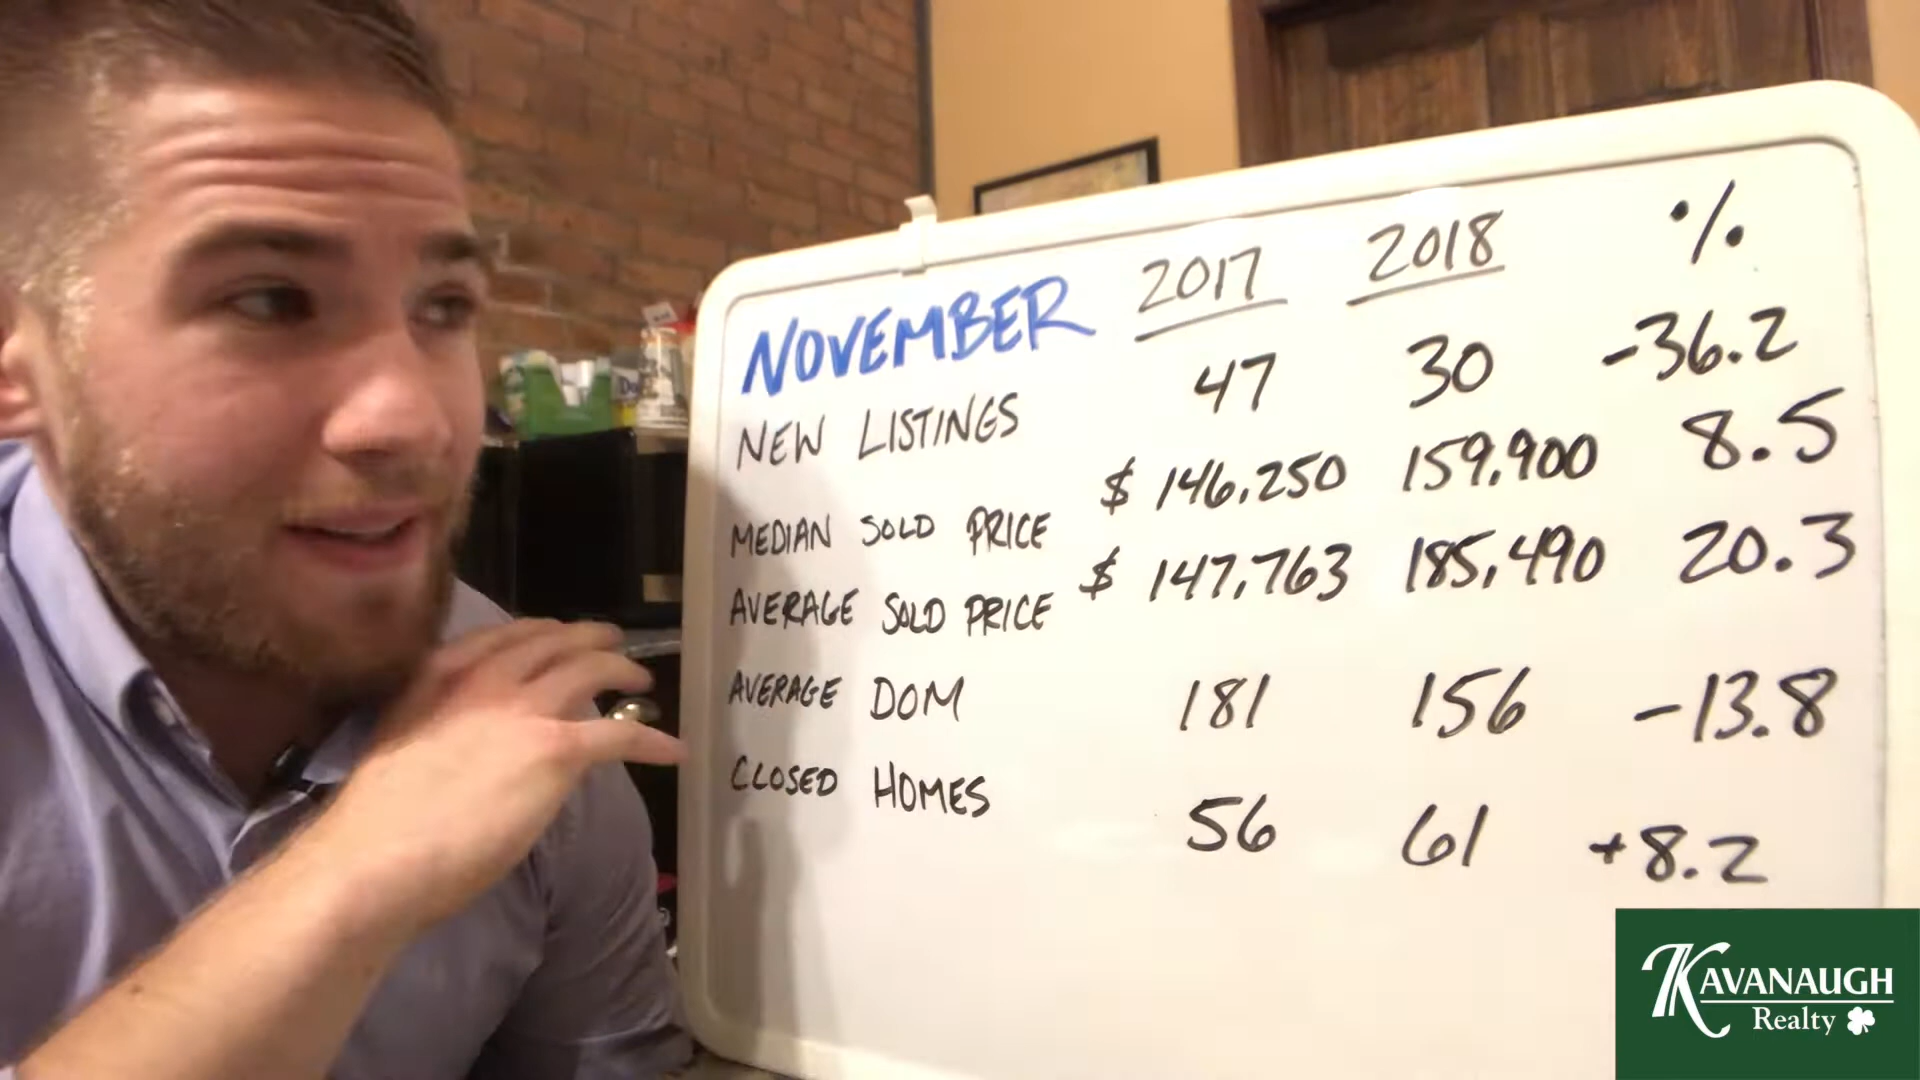 NOVEMBER 2017 2018 %
NEW LISTINGS 47 30 -36.2
MEDIAN SOLD PRICE $ 146,250 159,900 8.5
AVERAGE SOLD PRICE $ 147,763 185,490 20.3
AVERAGE DOM 181 156 -13.8
CLOSED HOMES 56 61 +8.2
KAVANAUGH
Realty